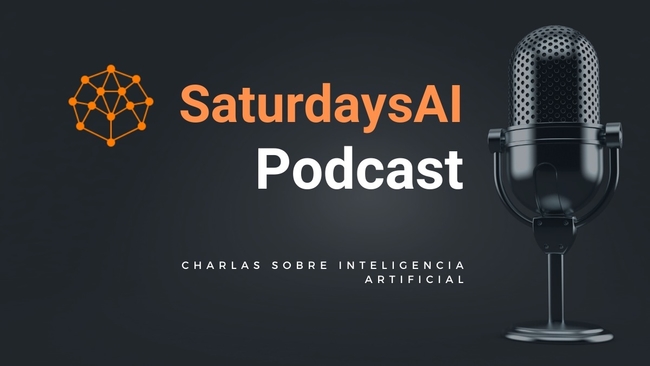 SaturdaysAI
Podcast
CHARLAS SOBRE INTELIGENCIA
ARTIFICIAL